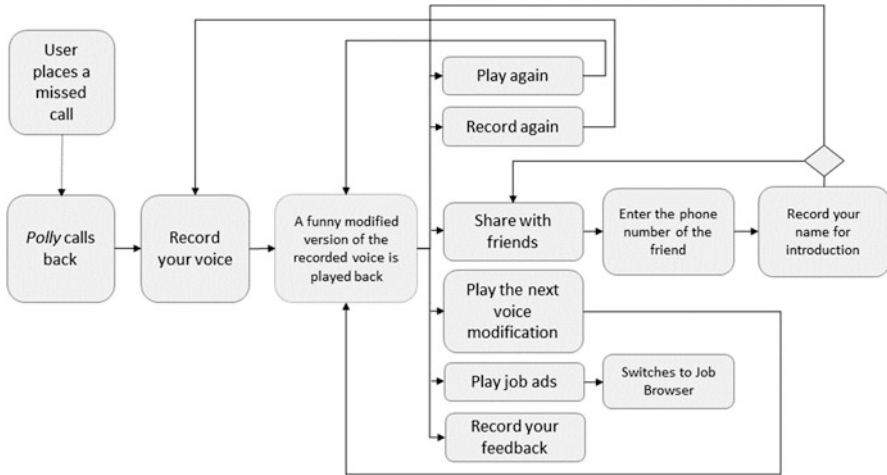 User
places a
missed
call
Polly calls
back
Record
your voice
A funny modified
version of the
recorded voice is
played back
Play again
Record again
Share with
friends
Enter the phone
number of the
friend
Record your
name for
introduction
Play the next
voice
modification
Play job ads
Switches to Job
Browser
Record your
feedback